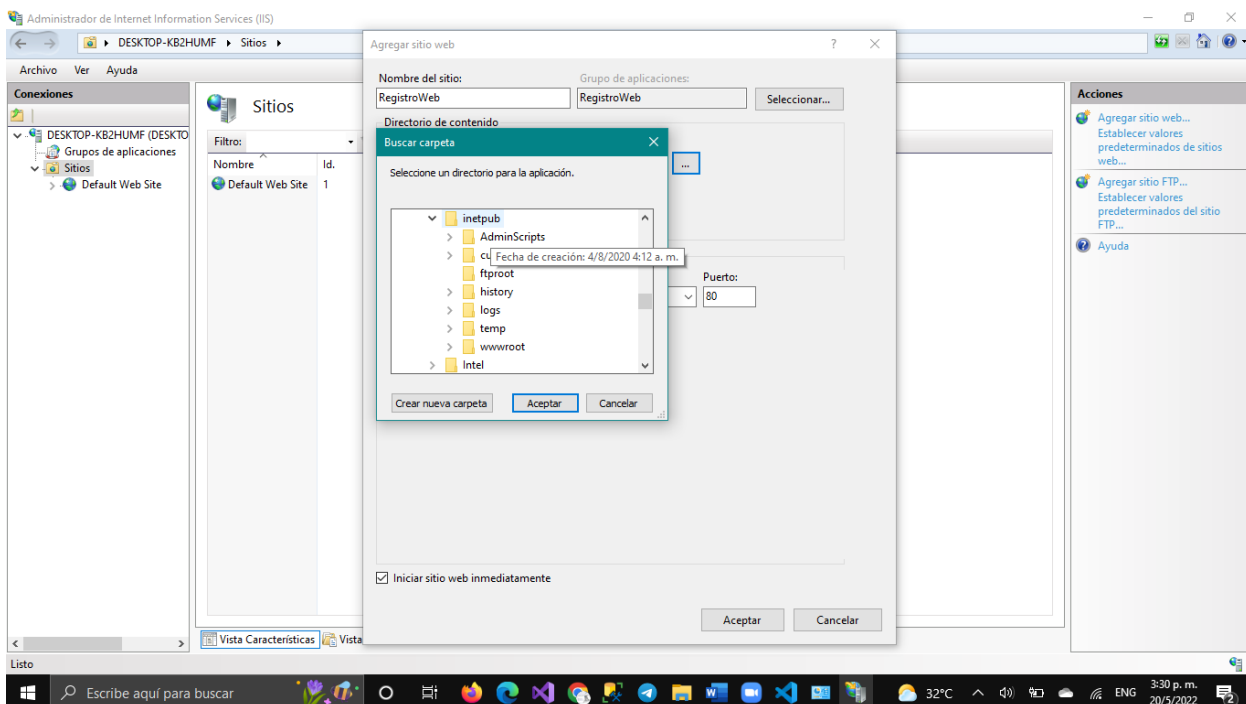 Administrador de Internet Information Services (IIS)
DESKTOP-KB2HUMF
Sitios
Archivo
Ver
Ayuda
Conexiones
DESKTOP-KB2HUMF (DESKTO
Grupos de aplicaciones
Sitios
Default Web Site
Sitios
Filtro:
Nombre
Id.
Default Web Site
1
Vista Características
Vista
Agregar sitio web
?
Nombre del sitio:
Grupo de aplicaciones:
RegistroWeb
RegistroWeb
Seleccionar...
Directorio de contenido
...
Buscar carpeta
Seleccione un directorio para la aplicación.
inetpub
AdminScripts
cu
Fecha de creación: 4/8/2020 4:12 a. m.
ftproot
history
logs
temp
wwwroot
Intel
Crear nueva carpeta
Aceptar
Cancelar
Puerto:
80
Iniciar sitio web inmediatamente
Aceptar
Cancelar
Acciones
Agregar sitio web...
Establecer valores
predeterminados de sitios
web...
Agregar sitio FTP...
Establecer valores
predeterminados del sitio
FTP...
Ayuda
Listo
Escribe aquí para buscar
32°C
ENG
3:30 p. m.
20/5/2022
2